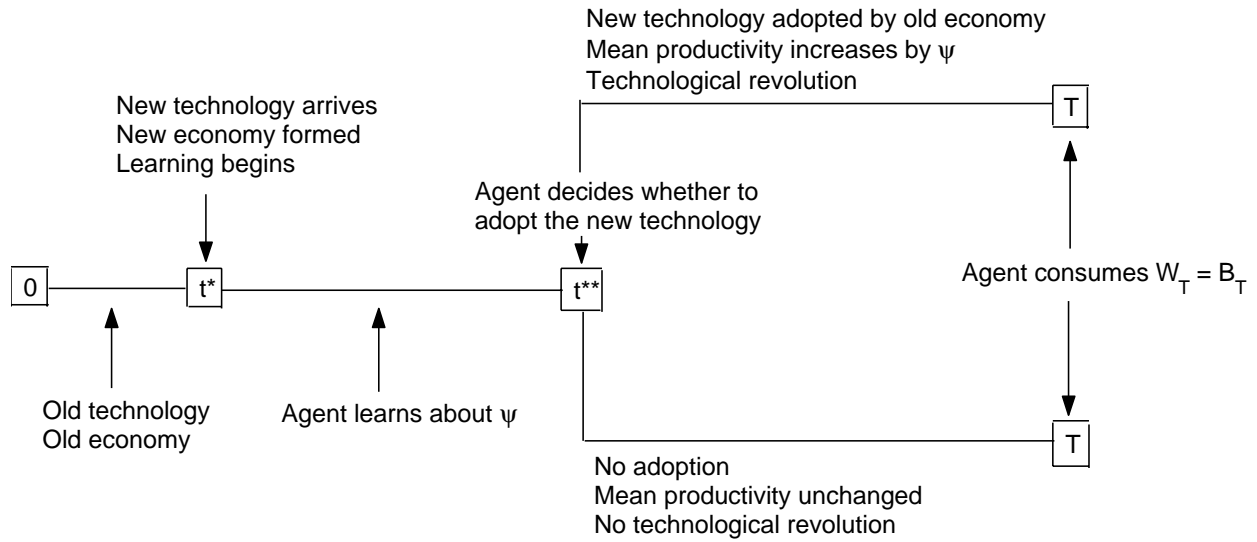 New technology adopted by old economy
Mean productivity increases by ψ
Technological revolution
T
New technology arrives
New economy formed
Learning begins
Agent decides whether to
adopt the new technology
0
t*
t**
Agent consumes W_T = B_T
Old technology
Old economy
Agent learns about ψ
T
No adoption
Mean productivity unchanged
No technological revolution